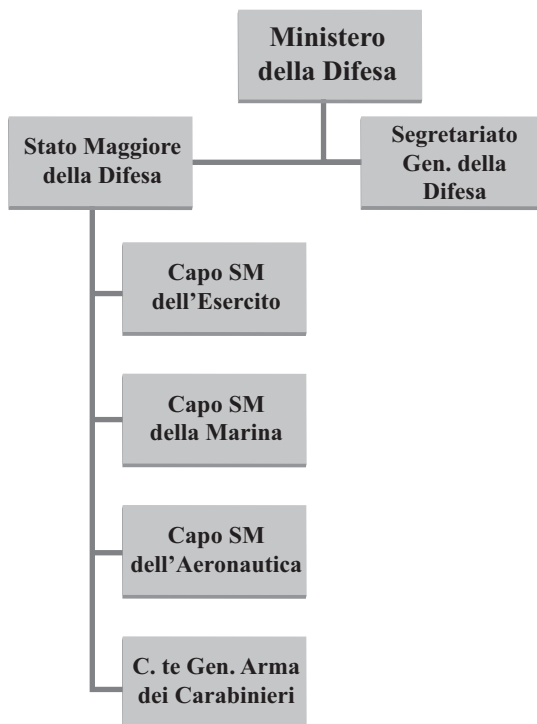 Ministero
della Difesa
Stato Maggiore
della Difesa
Segretariato
Gen. della
Difesa
Capo SM
dell’Esercito
Capo SM
della Marina
Capo SM
dell’Aeronautica
C. te Gen. Arma
dei Carabinieri